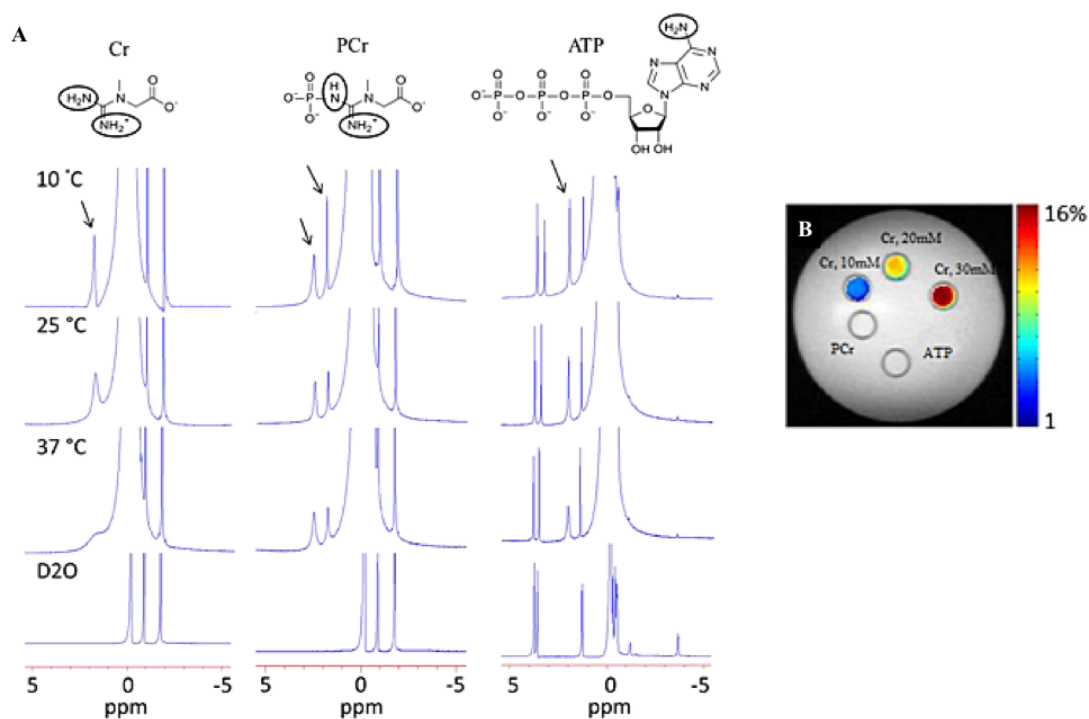 A
Cr
PCr
ATP
H₂N
N
O
O⁻
NH₂⁺
O
⁻O P
O⁻
H
N
N
O
O⁻
NH₂⁺
H₂N
N
N
N
N
O O O
⁻O P O P O P O
O⁻ O⁻ O⁻
O
OH OH
10 °C
25 °C
37 °C
D2O
5 0 -5
ppm
5 0 -5
ppm
5 0 -5
ppm
B
Cr, 20mM
Cr, 10mM
Cr, 30mM
PCr
ATP
16%
1